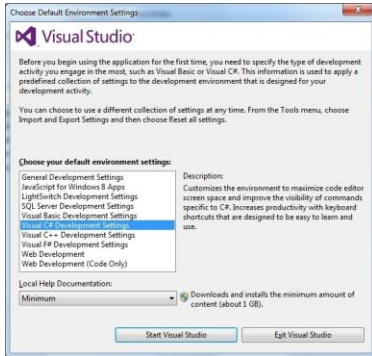 Choose Default Environment Settings
Visual Studio
Before you begin using the application for the first time, you need to specify the type of development
activity you engage in the most, such as Visual Basic or Visual C#. This information is used to apply a
predefined collection of settings to the development environment that is designed for your
development activity.
You can choose to use a different collection of settings at any time. From the Tools menu, choose
Import and Export Settings and then choose Reset all settings.
Choose your default environment settings:
General Development Settings
JavaScript for Windows 8 Apps
LightSwitch Development Settings
SQL Server Development Settings
Visual Basic Development Settings
Visual C# Development Settings
Visual C++ Development Settings
Visual F# Development Settings
Web Development
Web Development (Code Only)
Description:
Customizes the environment to maximize code editor
screen space and improve the visibility of commands
specific to C#. Increases productivity with keyboard
shortcuts that are designed to be easy to learn and
use.
Local Help Documentation:
Minimum
Downloads and installs the minimum amount of
content (about 1 GB).
Start Visual Studio
Exit Visual Studio